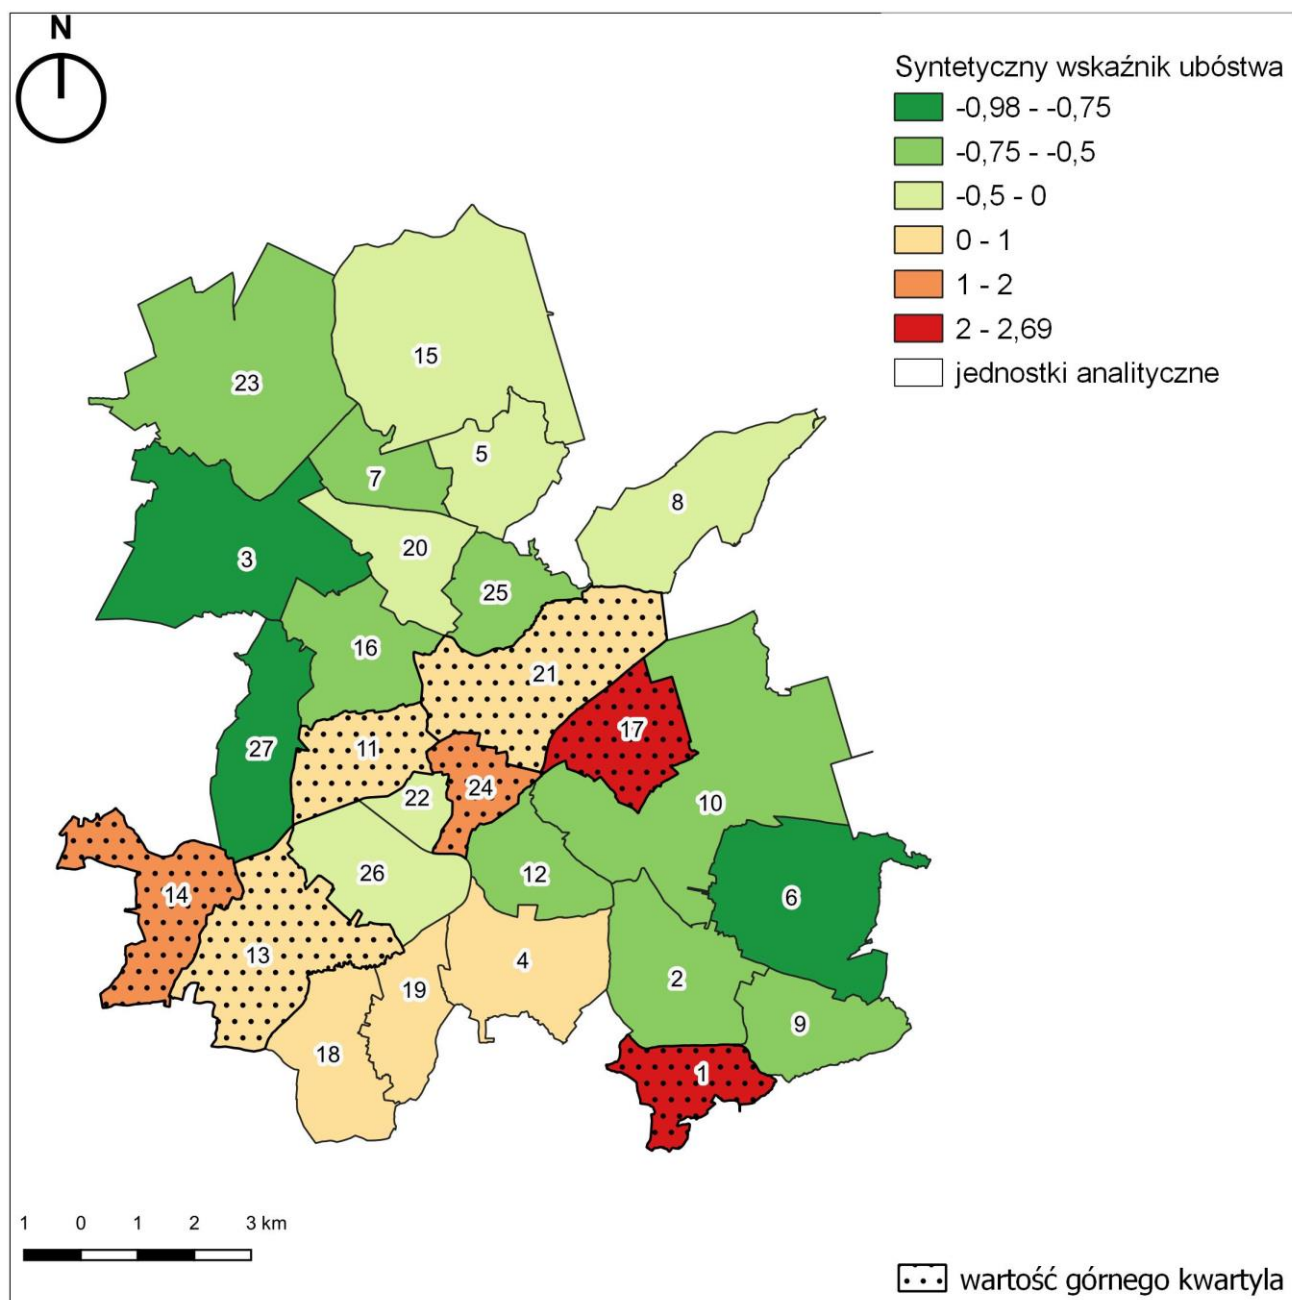 N
Syntetyczny wskaźnik ubóstwa
-0,98 - -0,75
-0,75 - -0,5
-0,5 - 0
0 - 1
1 - 2
2 - 2,69
jednostki analityczne
15
23
5
7
8
20
3
25
16
21
17
11
27
24
22
10
26
12
14
6
13
4
2
19
9
18
1
1 0 1 2 3 km
wartość górnego kwartyla